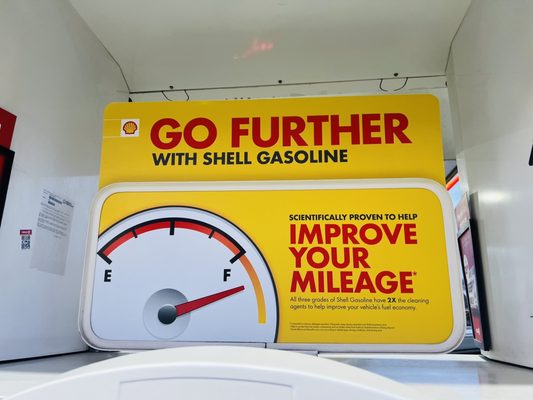 GO FURTHER
WITH SHELL GASOLINE
SCIENTIFICALLY PROVEN TO HELP
IMPROVE
YOUR
MILEAGE*
All three grades of Shell Gasoline have 2X the cleaning
agents to help improve your vehicle's fuel economy.
E
F